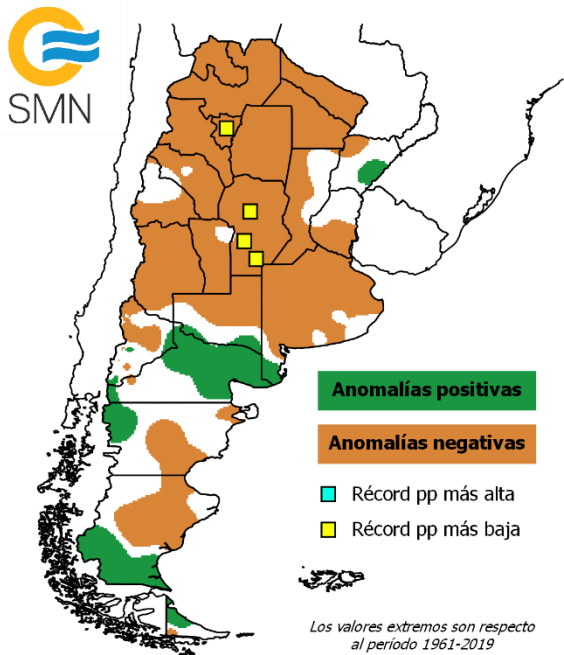 SMN
Anomalías positivas
Anomalías negativas
Récord pp más alta
Récord pp más baja
Los valores extremos son respecto
al período 1961-2019